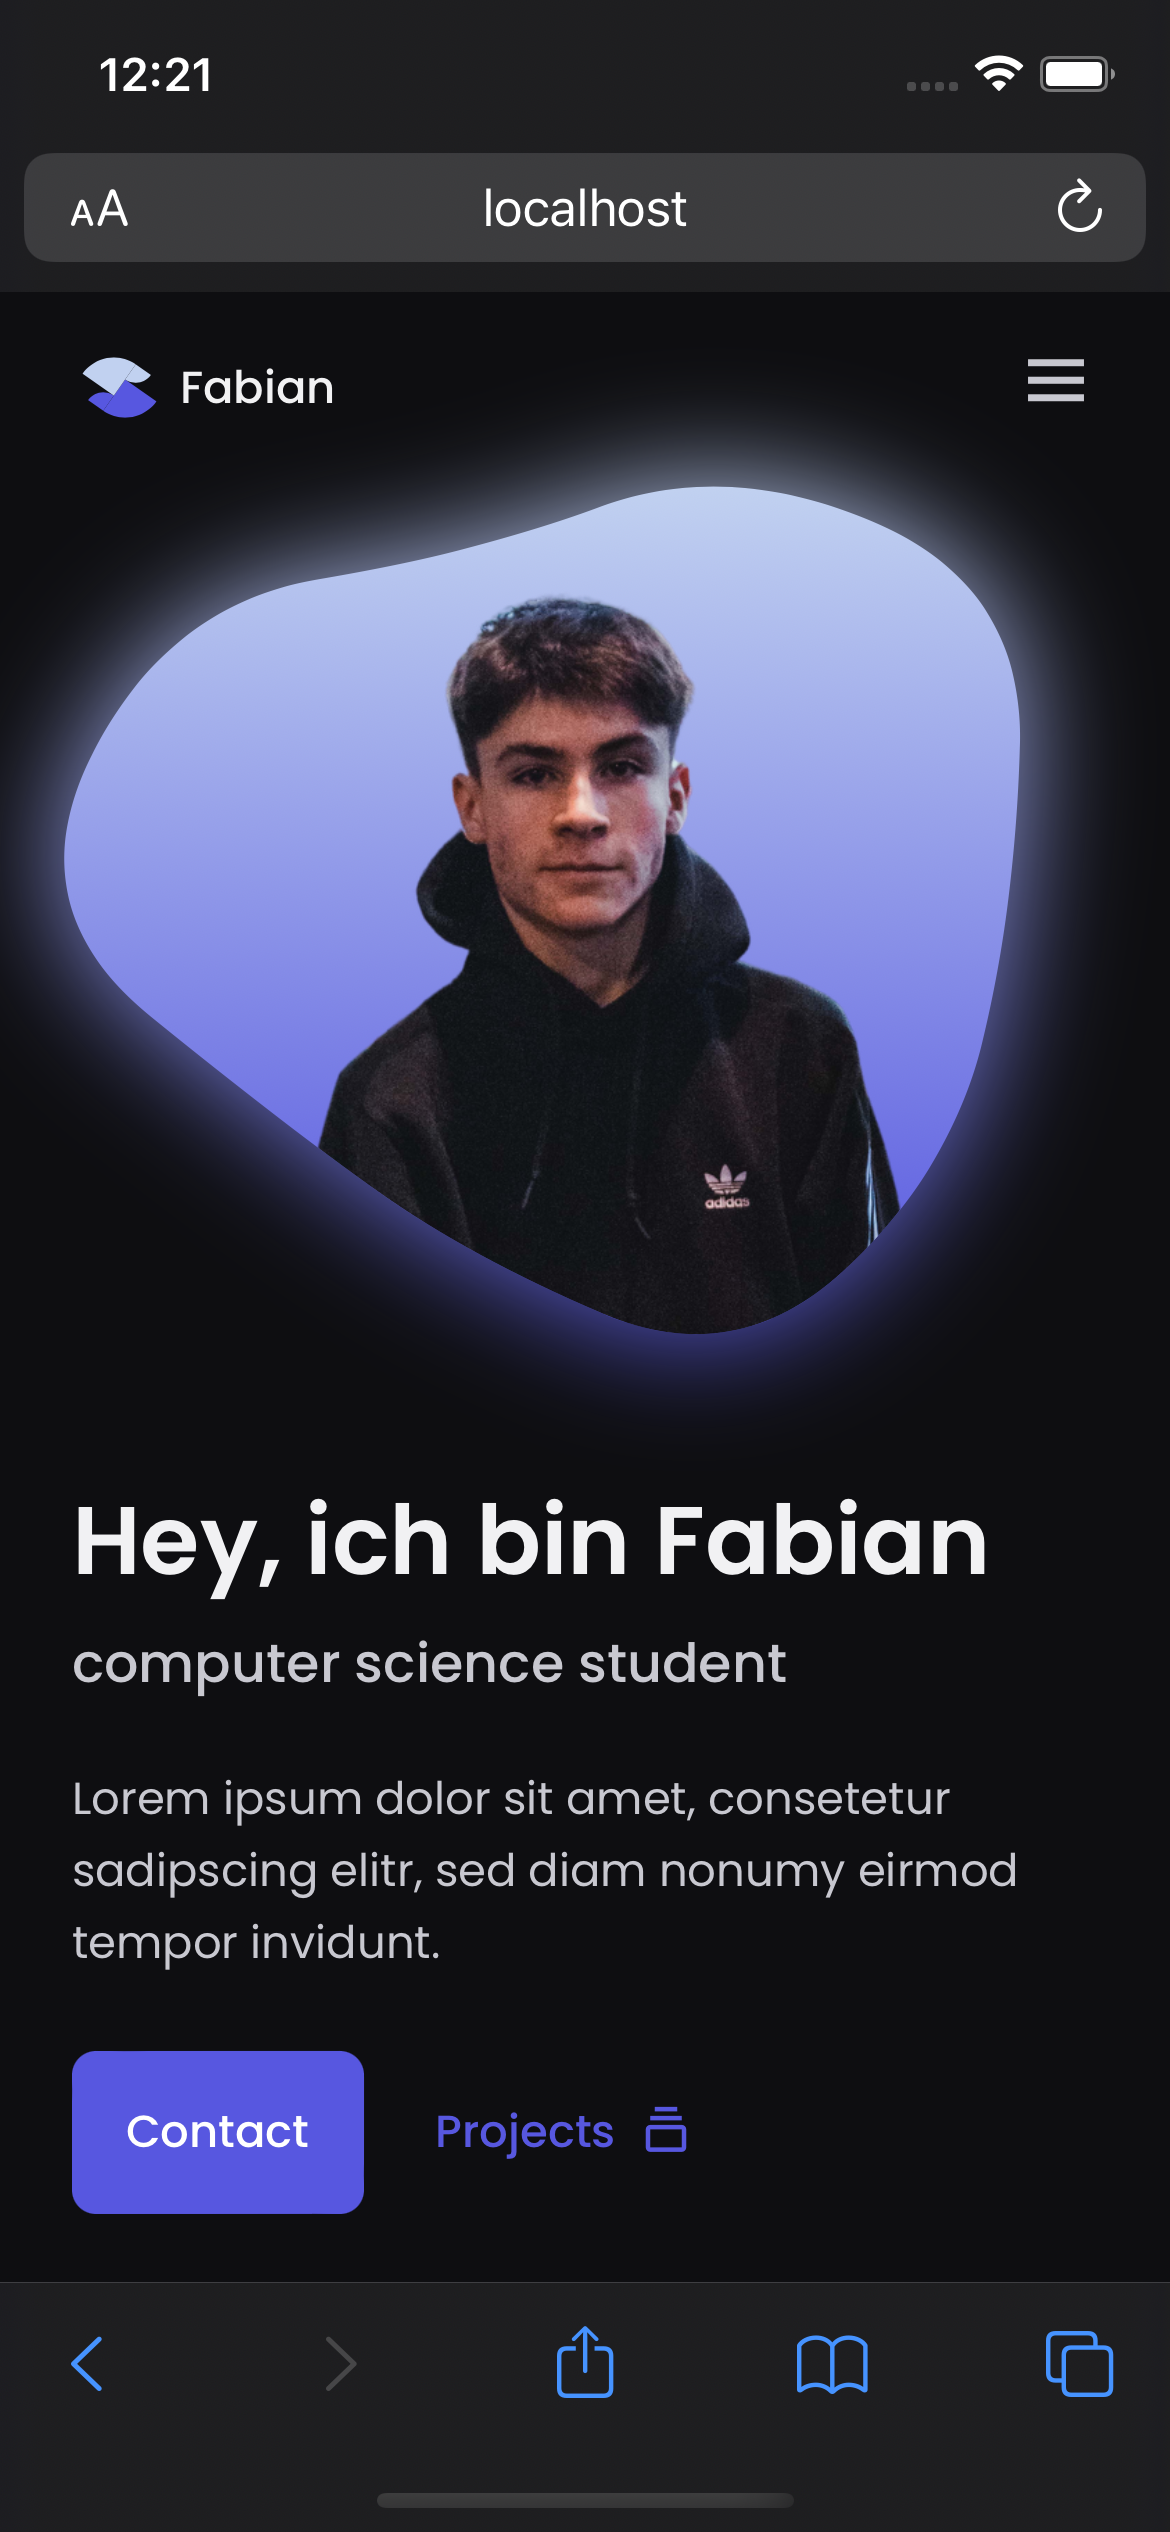 12:21
AA localhost
Fabian
adidas
Hey, ich bin Fabian
computer science student
Lorem ipsum dolor sit amet, consetetur
sadipscing elitr, sed diam nonumy eirmod
tempor invidunt.
Contact Projects